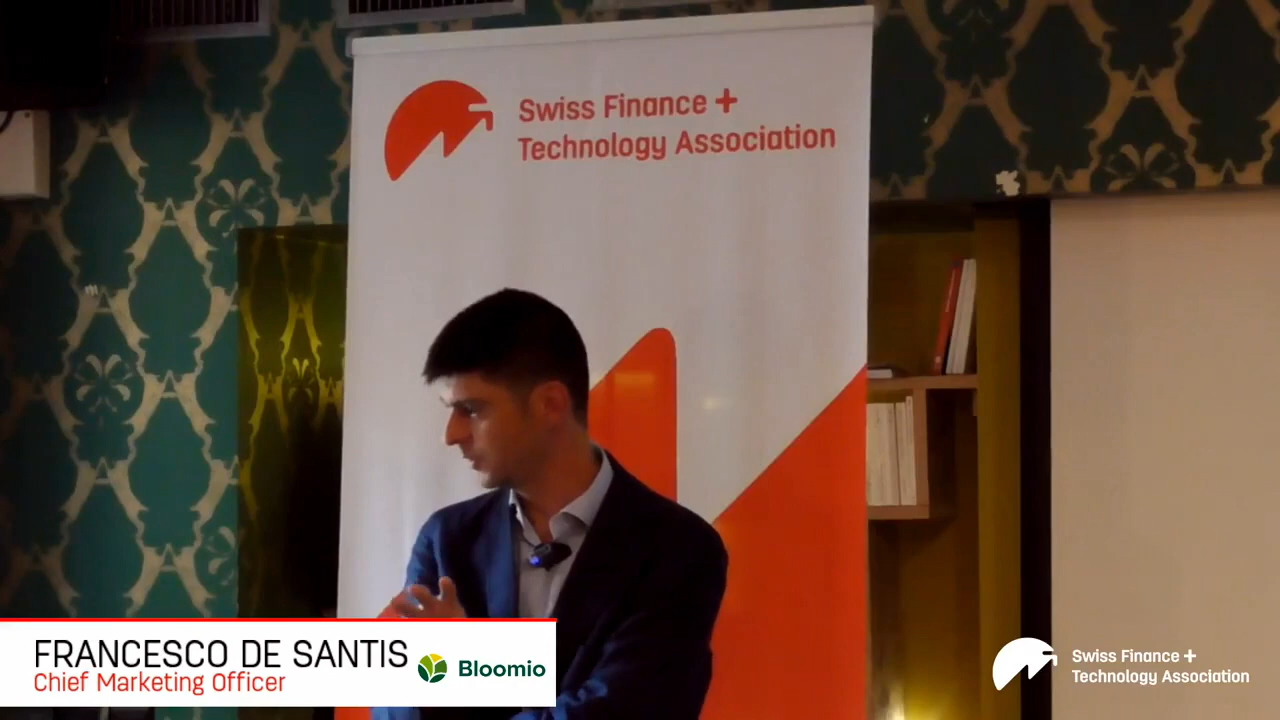 Swiss Finance +
Technology Association
FRANCESCO DE SANTIS
Chief Marketing Officer
Bloomio
Swiss Finance +
Technology Association